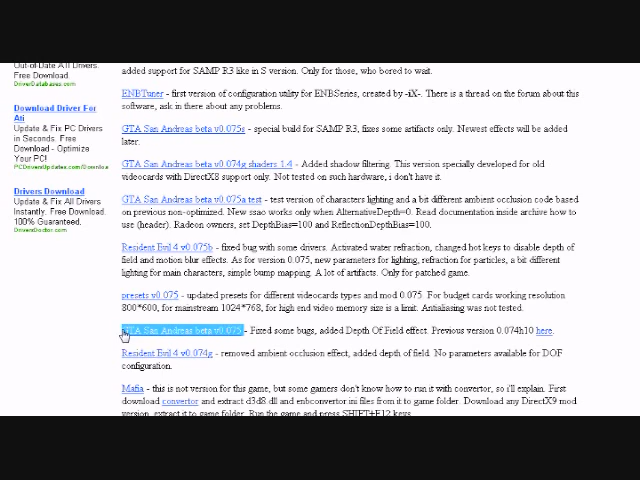 Out-of-Date ATI Drivers.
Free Download.
DriverDatabases.com
Download Driver For
Ati
Update & Fix PC Drivers
in Seconds. Free
Download - Optimize
Your PC!
PCDriverUpdates.com/Downloa
Drivers Download
Update & Fix All Drivers
Instantly. Free Download.
100% Guaranteed.
DriversDoctor.com
added support for SAMP R3 like in S version. Only for those, who bored to wait.
ENBTuner - first version of configuration utility for ENBSeries, created by -iX-. There is a thread on the forum about this
software, ask in there about any problems.
GTA San Andreas beta v0.075s - special build for SAMP R3, fixes some artifacts only. Newest effects will be added
later.
GTA San Andreas beta v0.074g shaders 1.4 - Added shadow filtering. This version specially developed for old
videocards with DirectX8 support only. Not tested on such hardware, i don't have it.
GTA San Andreas beta v0.075a test - test version of characters lighting and a bit different ambient occlusion code based
on previous non-optimized. New ssao works only when AlternativeDepth=0. Read documentation inside archive how to
use (header). Radeon owners, set DepthBias=100 and ReflectionDepthBias=100.
Resident Evil 4 v0.075b - fixed bug with some drivers. Activated water refraction, changed hot keys to disable depth of
field and motion blur effects. As for version 0.075, new parameters for lighting, refraction for particles, a bit different
lighting for main characters, simple bump mapping. A lot of artifacts. Only for patched game.
presets v0.075 - updated presets for different videocards types and mod 0.075. For budget cards working resolution
800*600, for mainstream 1024*768, for high end video memory size is a limit. Antialiasing was not tested.
GTA San Andreas beta v0.075 - Fixed some bugs, added Depth Of Field effect. Previous version 0.074h10 here.
Resident Evil 4 v0.074g - removed ambient occlusion effect, added depth of field. No parameters available for DOF
configuration.
Mafia - this is not version for this game, but some gamers don't know how to run it with convertor, so i'll explain. First
download convertor and extract d3d8.dll and enbconvertor.ini files from it to game folder. Download any DirectX9 mod
version, extract it to game folder. Run the game and press SHIFT+F12 keys.